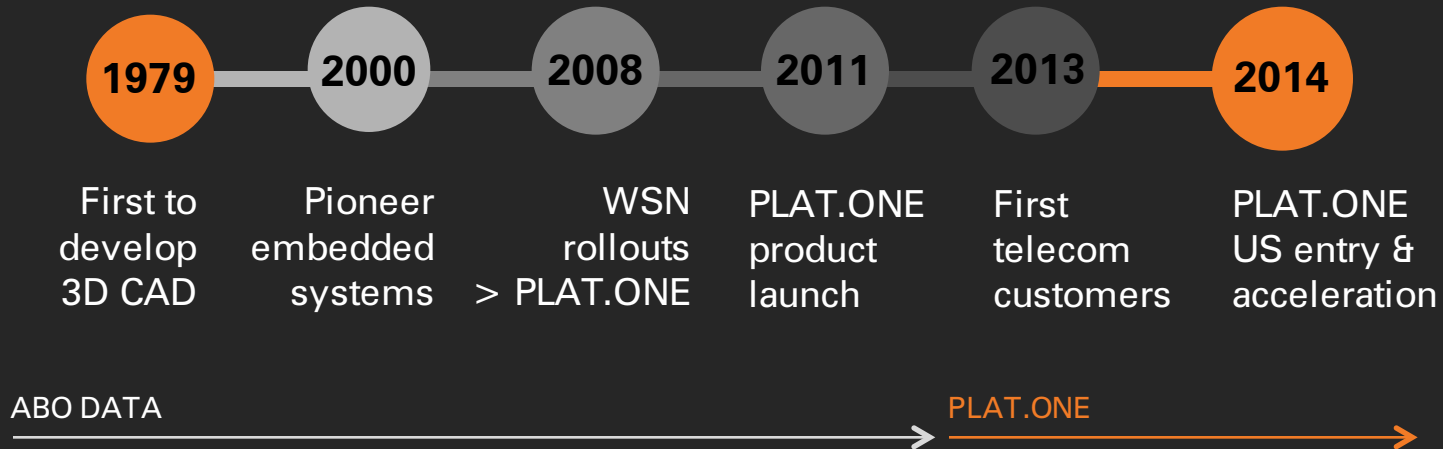 1979
2000
2008
2011
2013
2014
First to
develop
3D CAD
Pioneer
embedded
systems
WSN
rollouts
> PLAT.ONE
PLAT.ONE
product
launch
First
telecom
customers
PLAT.ONE
US entry &
acceleration
ABO DATA
PLAT.ONE